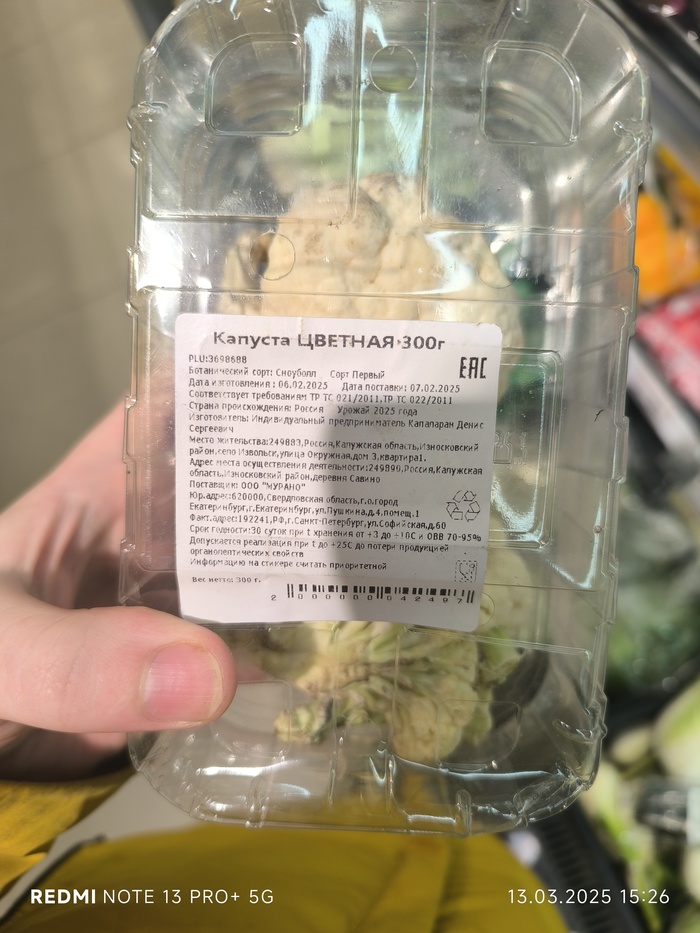 Капуста ЦВЕТНАЯ 300г
PLU:3698688
EAC
Ботанический сорт: Сноуболл Сорт Первый
Дата изготовления : 06.02.2025 Дата поставки: 07.02.2025
Соответствует требованиям ТР ТС 021/2011,ТР ТС 022/2011
Страна происхождения: Россия Урожай 2025 года
Изготовитель: Индивидуальный предприниматель Капаларан Денис
Сергеевич
Место жительства:249883,Россия,Калужская область,Износковский
район,село Извольск,улица Окружная,дом 3,квартира1.
Адрес места осуществления деятельности:249890,Россия,Калужская
область,Износковский район,деревня Савино
Поставщик: ООО "МУРАНО"
Юр.адрес:620000,Свердловская область,г.о.город
Екатеринбург,г.Екатеринбург,ул.Пушкина,д.4,помещ.1
Факт.адрес:192241,РФ,г.Санкт-Петербург,ул.Софийская,д.60
Срок годности:30 суток при t хранения от +3 до +10С и ОВВ 70-95%
Допускается реализация при t до +25С до потери продукцией
органолептических свойств
Информацию на стикере считать приоритетной
Вес нетто: 300 г.
2 000000 042497
REDMI NOTE 13 PRO+ 5G
13.03.2025 15:26